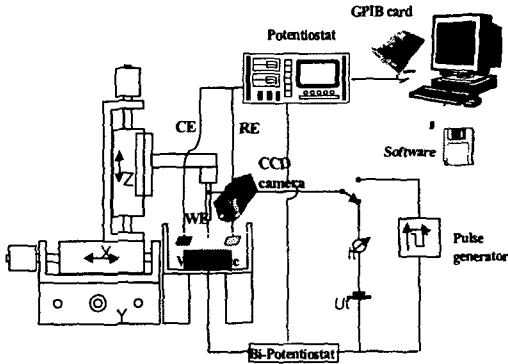 GPIB card
Potentiostat
CE
RE
CCD
camera
Software
WE
Z
X
Y
Ut
Pulse
generator
Bi-Potentiostat